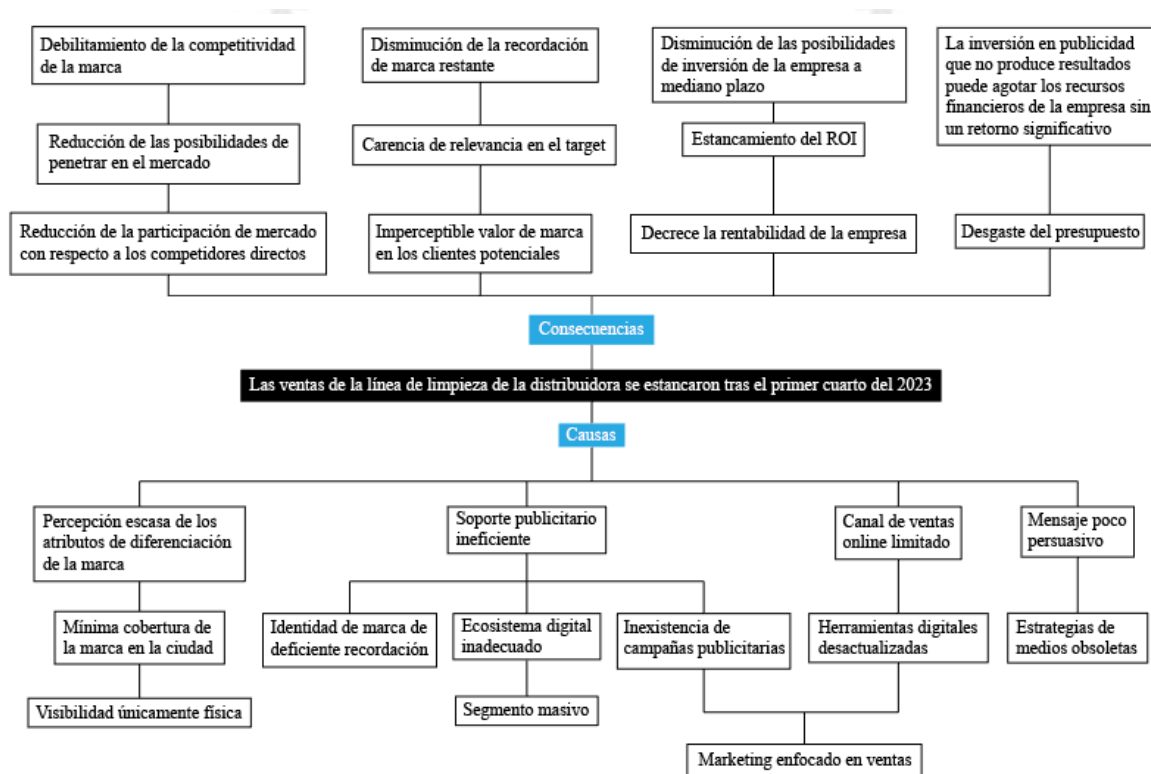 Debilitamiento de la competitividad
de la marca
Disminución de la recordación
de marca restante
Disminución de las posibilidades
de inversión de la empresa a
mediano plazo
La inversión en publicidad
que no produce resultados
puede agotar los recursos
financieros de la empresa sin
un retorno significativo
Reducción de las posibilidades de
penetrar en el mercado
Carencia de relevancia en el target
Estancamiento del ROI
Reducción de la participación de mercado
con respecto a los competidores directos
Imperceptible valor de marca
en los clientes potenciales
Decrece la rentabilidad de la empresa
Desgaste del presupuesto
Consecuencias
Las ventas de la línea de limpieza de la distribuidora se estancaron tras el primer cuarto del 2023
Causas
Percepción escasa de los
atributos de diferenciación
de la marca
Soporte publicitario
ineficiente
Canal de ventas
online limitado
Mensaje poco
persuasivo
Mínima cobertura de
la marca en la ciudad
Identidad de marca de
deficiente recordación
Ecosistema digital
inadecuado
Inexistencia de
campañas publicitarias
Herramientas digitales
desactualizadas
Estrategias de
medios obsoletas
Visibilidad únicamente física
Segmento masivo
Marketing enfocado en ventas